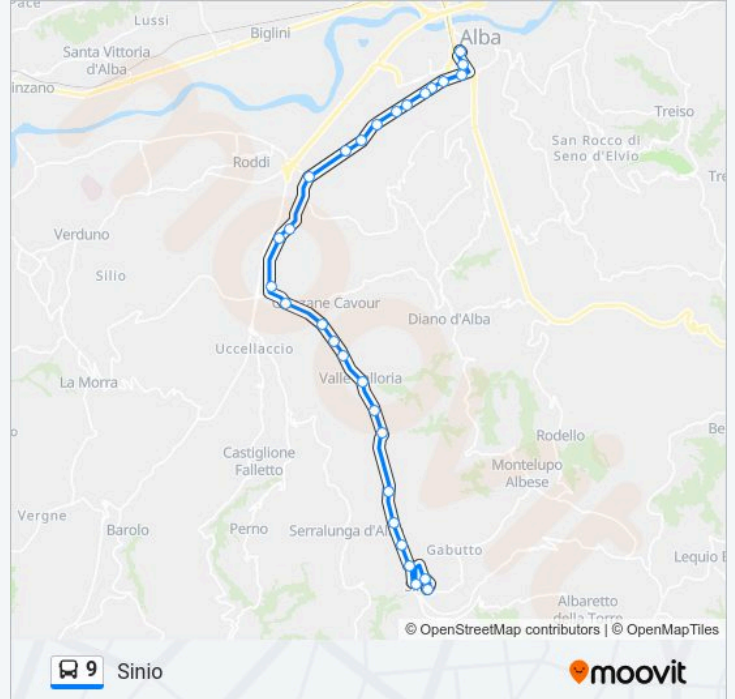 Pace
Lussi
Biglini
Alba
Santa Vittoria
d'Alba
Treiso
San Rocco di
Seno d'Elvio
Roddi
Verduno
Silio
Cavour
Diano d'Alba
Uccellaccio
La Morra
Rodello
Castiglione
Falletto
Montelupo
Albese
Vergne
Barolo
Perno
Gabutto
Albaretto
della Torre
© OpenStreetMap contributors | © OpenMapTiles
9 Sinio
moovit